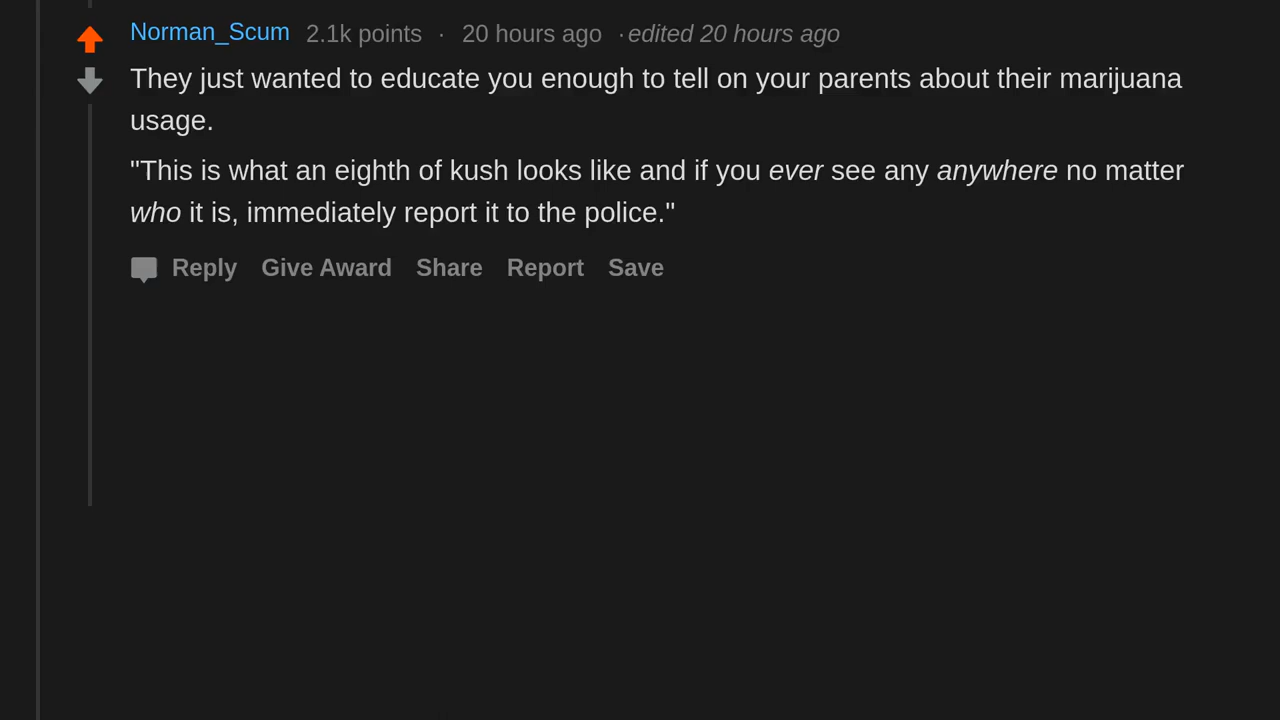 Norman_Scum 2.1k points · 20 hours ago · edited 20 hours ago
They just wanted to educate you enough to tell on your parents about their marijuana
usage.
"This is what an eighth of kush looks like and if you ever see any anywhere no matter
who it is, immediately report it to the police."
Reply Give Award Share Report Save